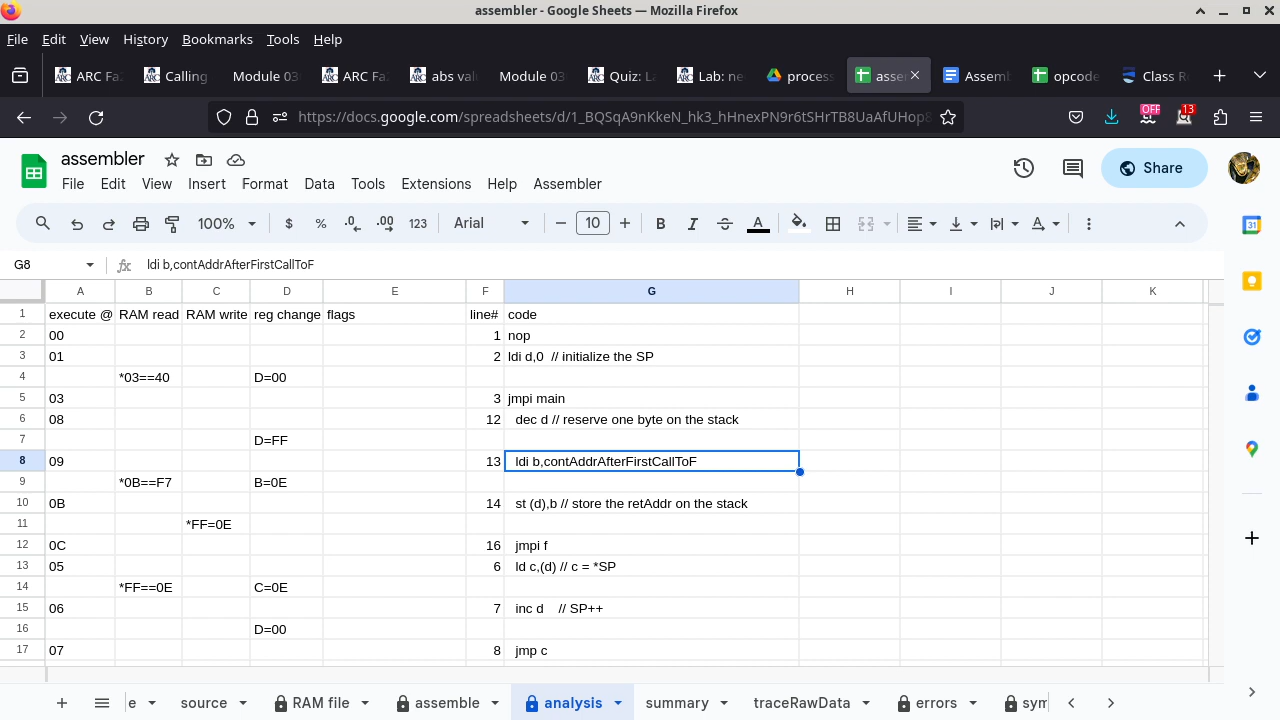 assembler - Google Sheets — Mozilla Firefox
File Edit View History Bookmarks Tools Help
ARC Fa Calling Module 03 ARC Fa abs val Module 03 Quiz: La Lab: ne process asse Assemb opcode Class R
https://docs.google.com/spreadsheets/d/1_BQSqA9nKkeN_hk3_hHnexPN9r6tSHrTB8UaAfUHop8 OFF 13
assembler
File Edit View Insert Format Data Tools Extensions Help Assembler
Share
100% $ % .0 .00 123 Arial 10 B I A
G8 fx ldi b,contAddrAfterFirstCallToF
A B C D E F G H I J K
1 execute @ RAM read RAM write reg change flags line# code
2 00 1 nop
3 01 2 ldi d,0 // initialize the SP
4 *03==40 D=00
5 03 3 jmpi main
6 08 12 dec d // reserve one byte on the stack
7 D=FF
8 09 13 ldi b,contAddrAfterFirstCallToF
9 *0B==F7 B=0E
10 0B 14 st (d),b // store the retAddr on the stack
11 *FF=0E
12 0C 16 jmpi f
13 05 6 ld c,(d) // c = *SP
14 *FF==0E C=0E
15 06 7 inc d // SP++
16 D=00
17 07 8 jmp c
e source RAM file assemble analysis summary traceRawData errors sym